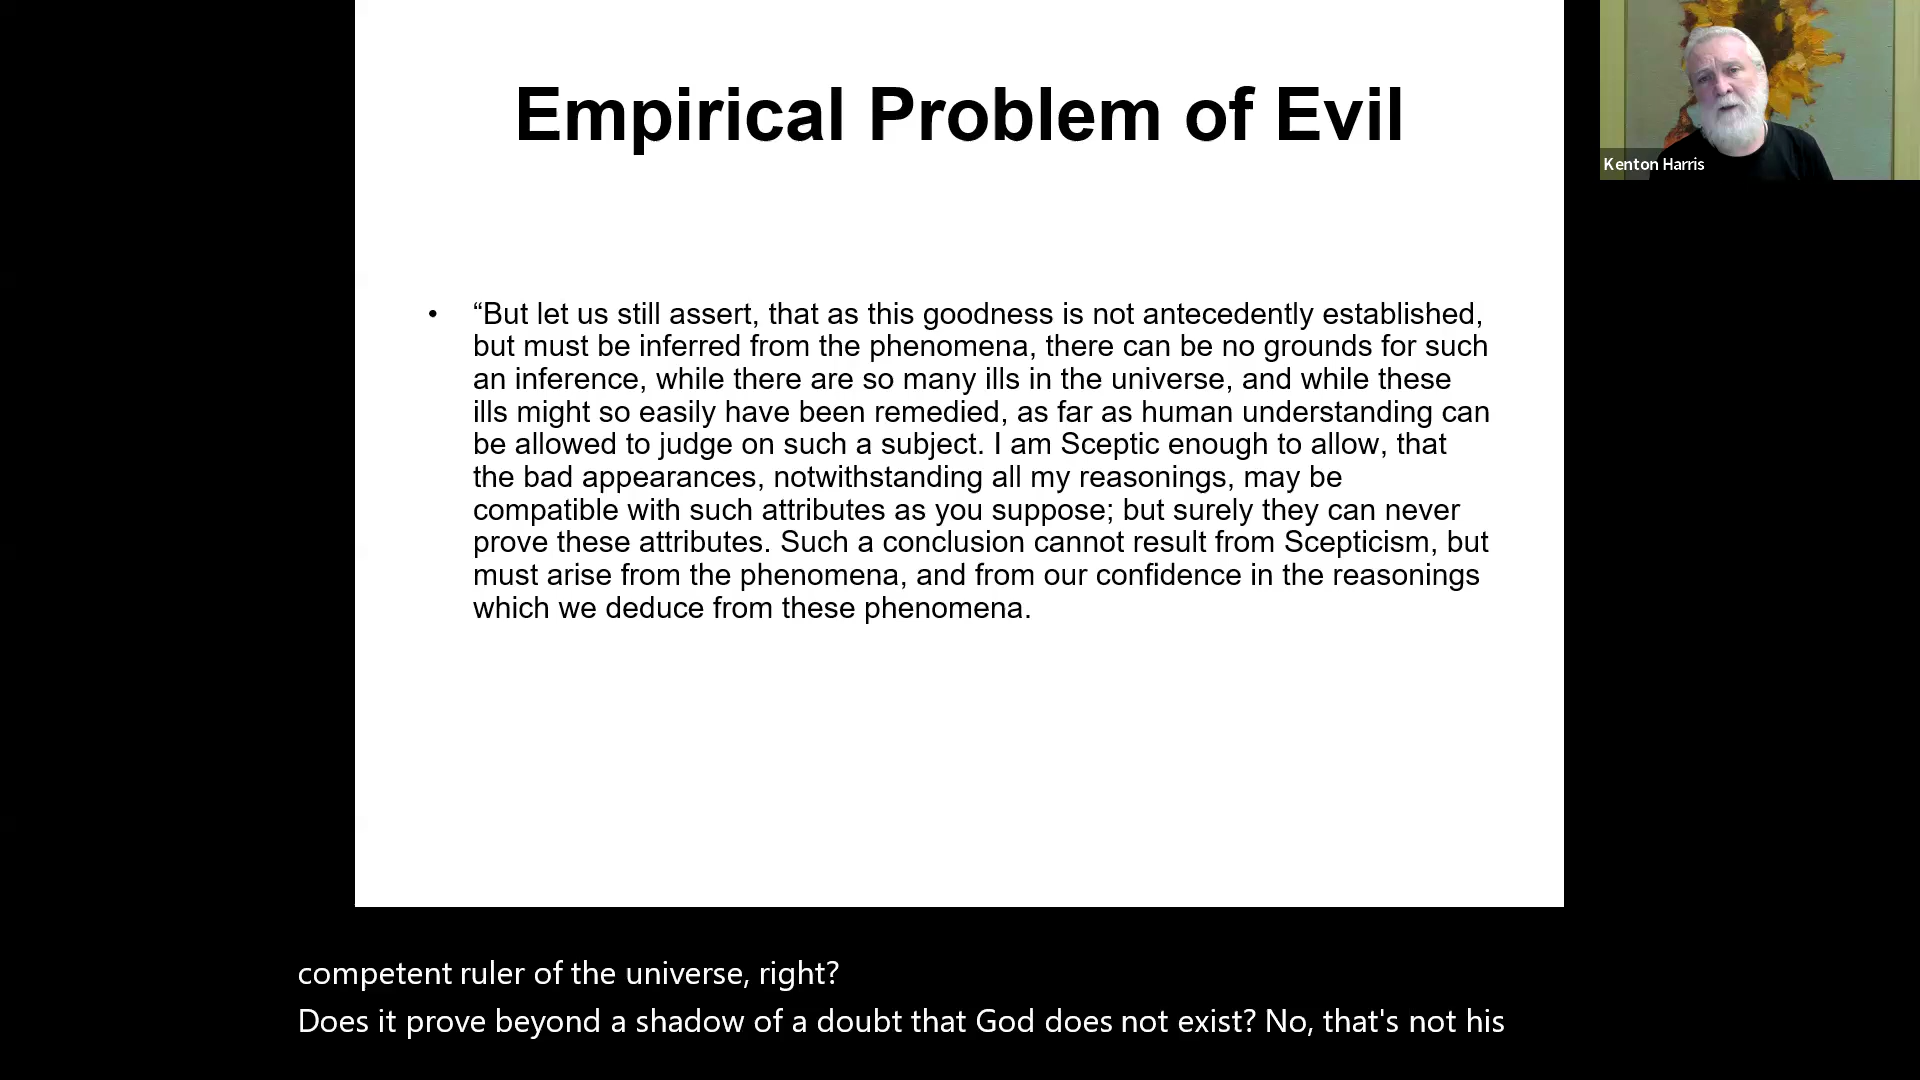 Empirical Problem of Evil
Kenton Harris
• “But let us still assert, that as this goodness is not antecedently established,
but must be inferred from the phenomena, there can be no grounds for such
an inference, while there are so many ills in the universe, and while these
ills might so easily have been remedied, as far as human understanding can
be allowed to judge on such a subject. I am Sceptic enough to allow, that
the bad appearances, notwithstanding all my reasonings, may be
compatible with such attributes as you suppose; but surely they can never
prove these attributes. Such a conclusion cannot result from Scepticism, but
must arise from the phenomena, and from our confidence in the reasonings
which we deduce from these phenomena.
competent ruler of the universe, right?
Does it prove beyond a shadow of a doubt that God does not exist? No, that's not his